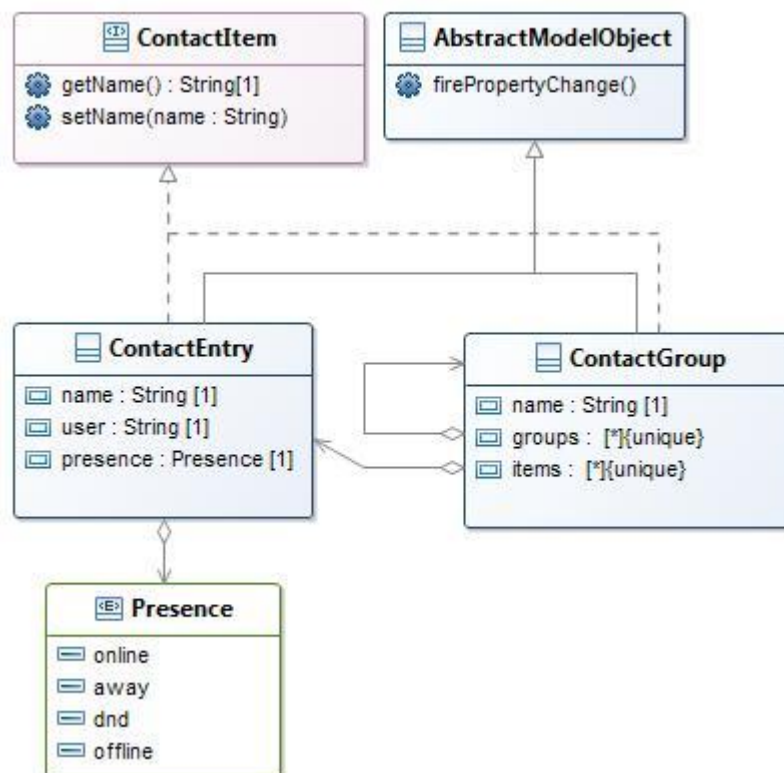 <I> ContactItem
getName() : String[1]
setName(name : String)
AbstractModelObject
firePropertyChange()
ContactEntry
name : String [1]
user : String [1]
presence : Presence [1]
ContactGroup
name : String [1]
groups : [*]{unique}
items : [*]{unique}
<E> Presence
online
away
dnd
offline